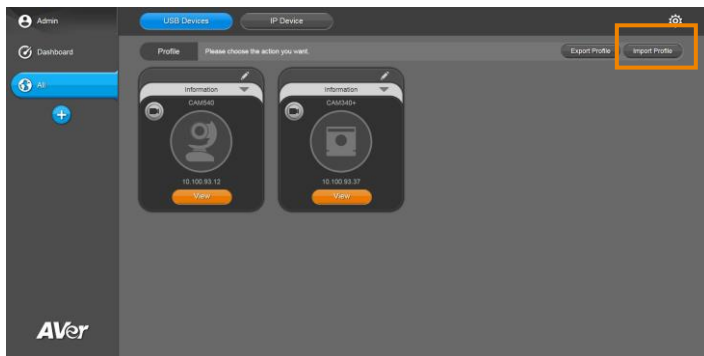 Admin
USB Devices
IP Device
Dashboard
Profile
Please choose the action you want.
Export Profile
Import Profile
All
Information
Information
CAM540
CAM340+
10.100.93.12
10.100.93.37
View
View
AVer